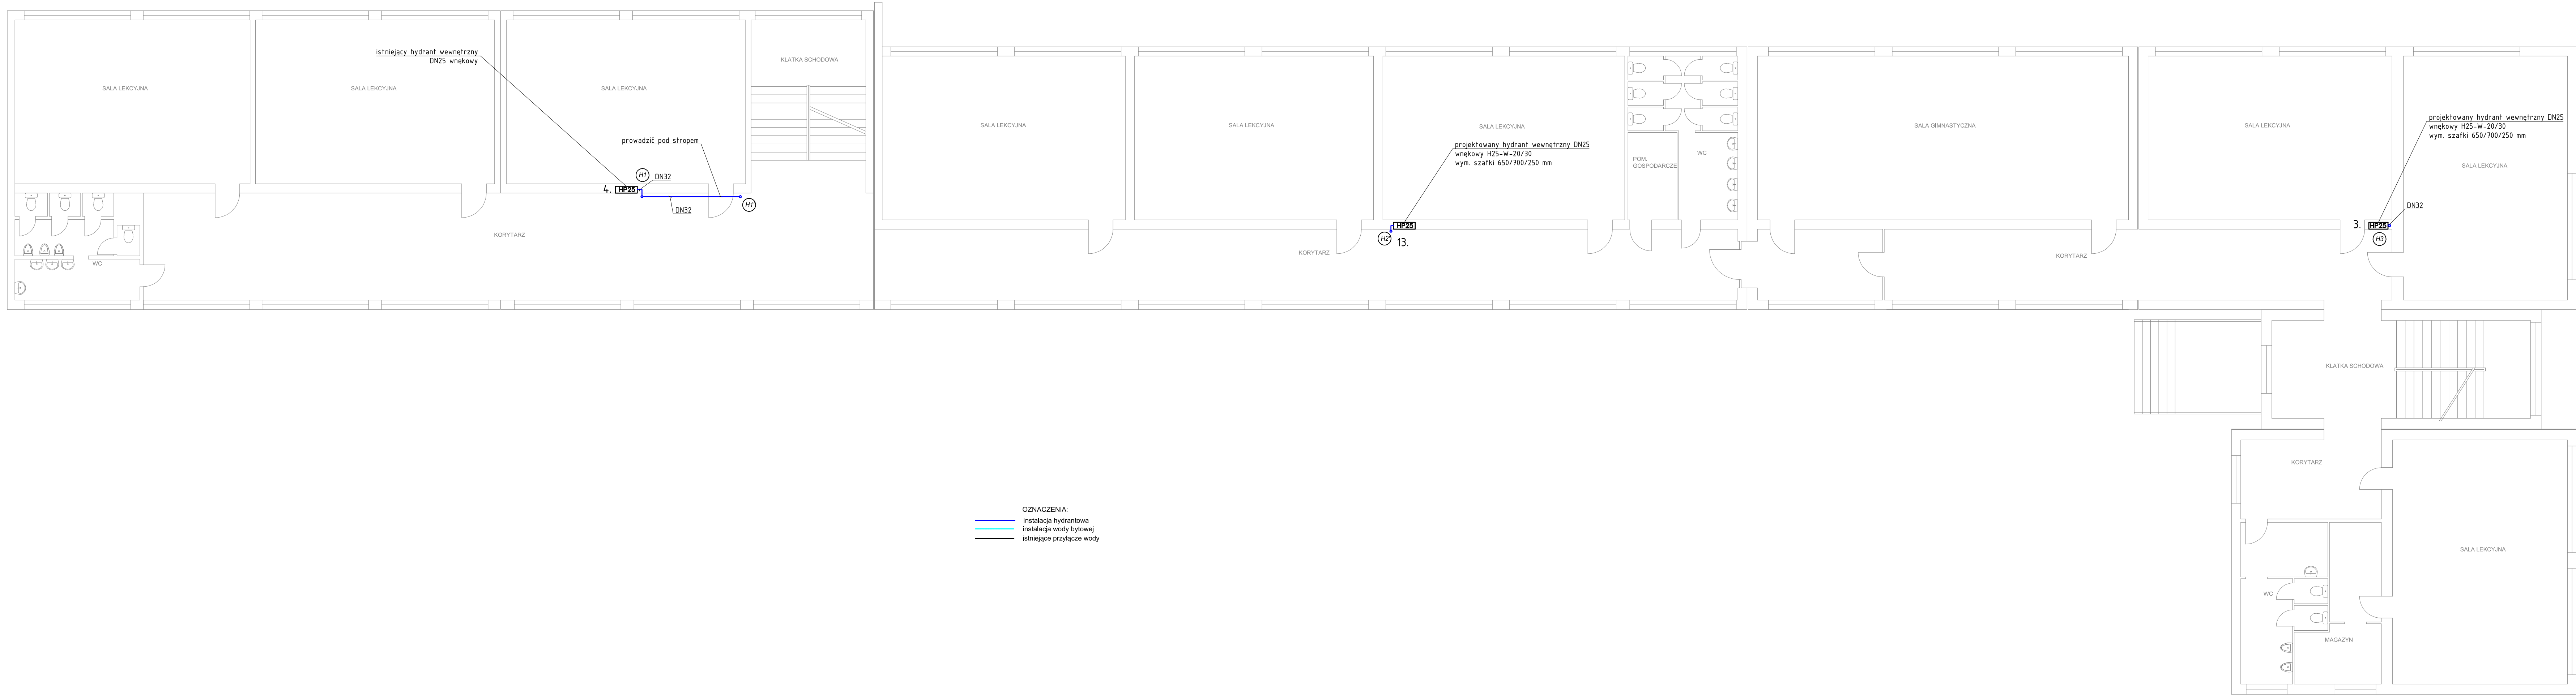 istniejący hydrant wewnętrzny
DN25 wnękowy
KLATKA SCHODOWA
SALA LEKCYJNA
SALA LEKCYJNA
SALA LEKCYJNA
prowadzić pod stropem
H1
DN32
4.
HP25
DN32
H1'
KORYTARZ
WC
SALA LEKCYJNA
SALA LEKCYJNA
SALA LEKCYJNA
projektowany hydrant wewnętrzny DN25
wnękowy H25-W-20/30
wym. szafki 650/700/250 mm
POM.
GOSPODARCZE
WC
HP25
H2
13.
KORYTARZ
SALA GIMNASTYCZNA
SALA LEKCYJNA
projektowany hydrant wewnętrzny DN25
wnękowy H25-W-20/30
wym. szafki 650/700/250 mm
SALA LEKCYJNA
DN32
3.
HP25
H3
KORYTARZ
KLATKA SCHODOWA
KORYTARZ
SALA LEKCYJNA
WC
MAGAZYN
OZNACZENIA:
instalacja hydrantowa
instalacja wody bytowej
istniejące przyłącze wody